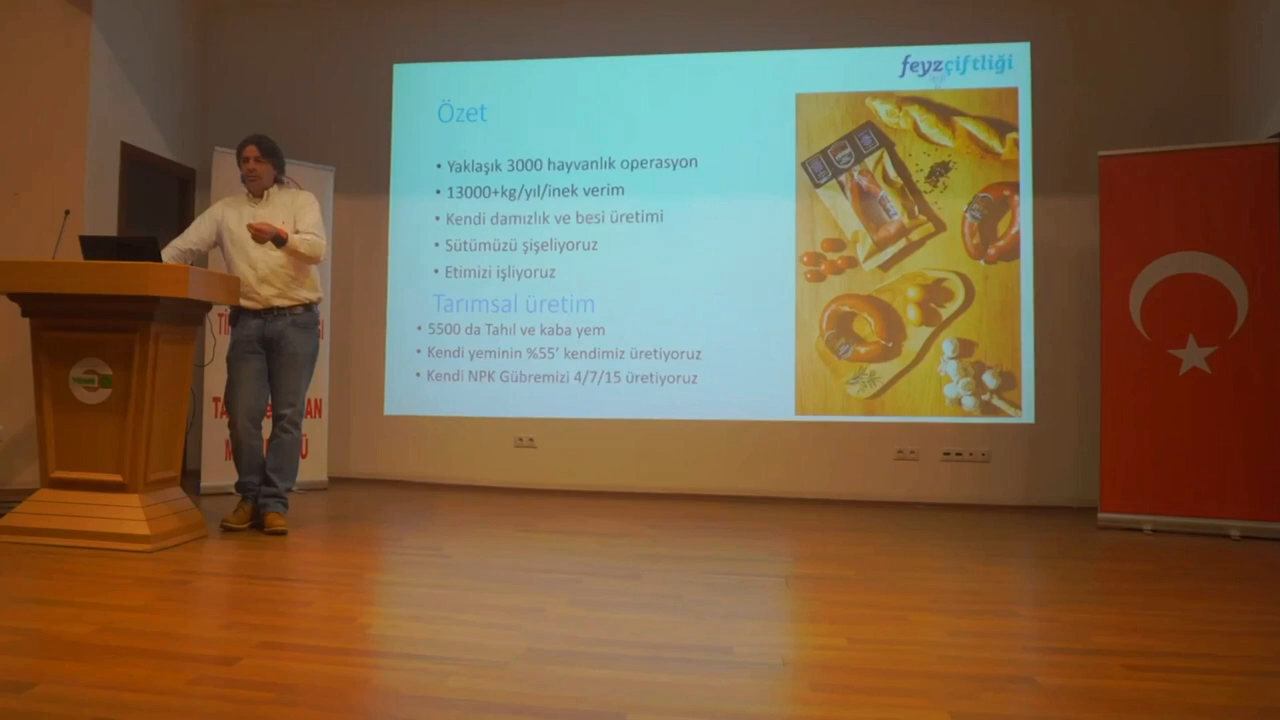 feyzçiftliği
Özet
• Yaklaşık 3000 hayvanlık operasyon
• 13000+kg/yıl/inek verim
• Kendi damızlık ve besi üretimi
• Sütümüzü şişeliyoruz
• Etimizi işliyoruz
Tarımsal üretim
• 5500 da Tahıl ve kaba yem
• Kendi yeminin %55' kendimiz üretiyoruz
• Kendi NPK Gübremizi 4/7/15 üretiyoruz